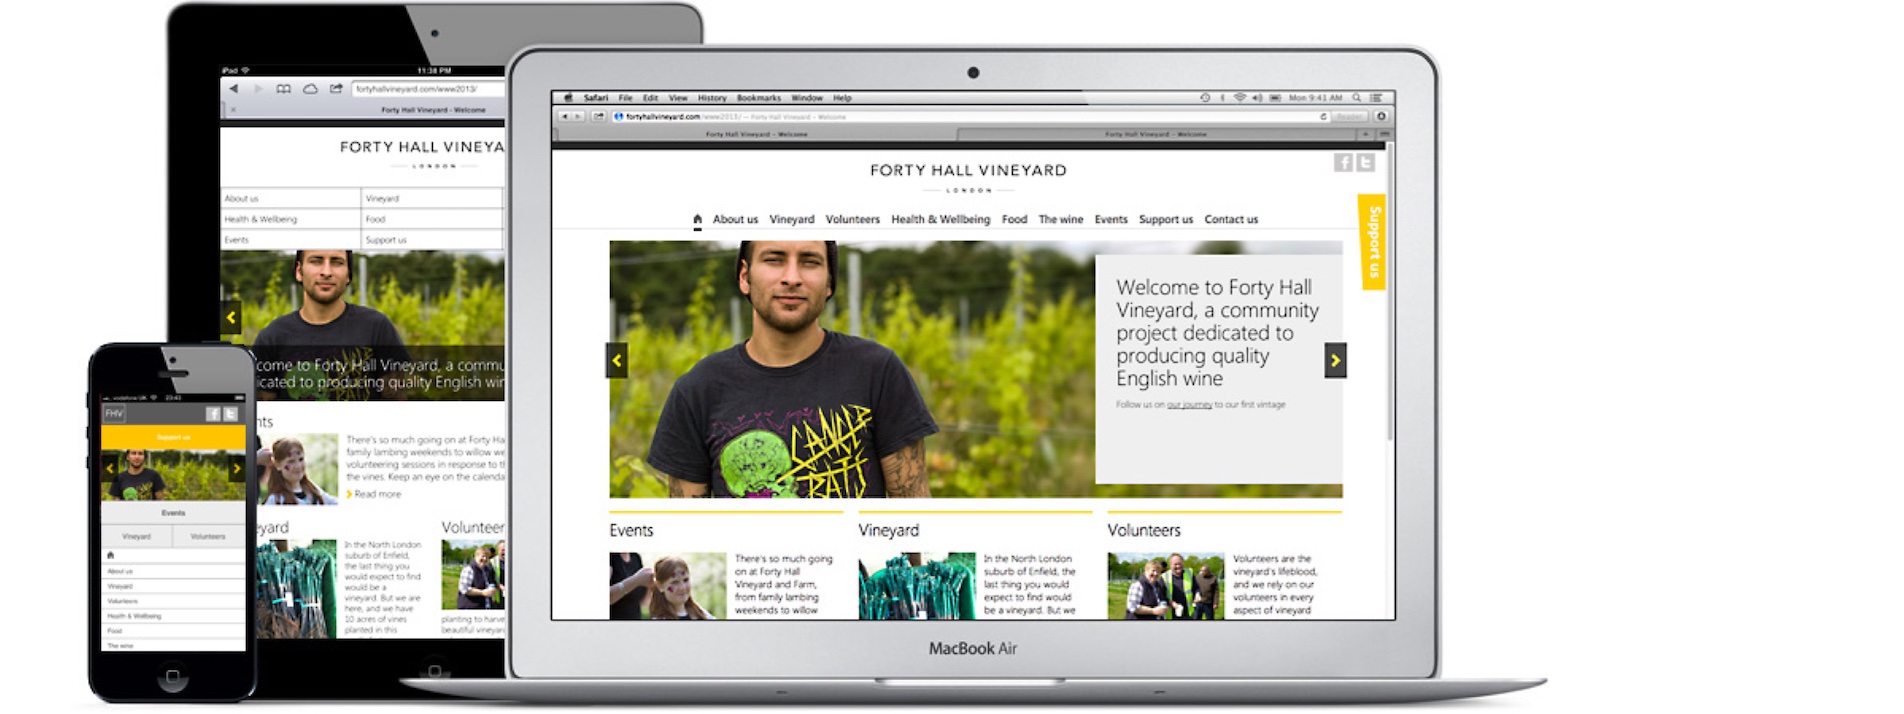 iPad
11:38 PM
fortyhallvineyard.com/www2013/
Forty Hall Vineyard - Welcome
FORTY HALL VINEYA
LONDON
About us
Vineyard
Health & Wellbeing
Food
Events
Support us
come to Forty Hall Vineyard, a commu
icated to producing quality English win
nts
There's so much going on at Forty Ha
family lambing weekends to willow we
volunteering sessions in response to th
the vines. Keep an eye on the calenda
Read more
eyard
In the North London
suburb of Enfield,
the last thing you
would expect to find
would be a
vineyard. But we are
here, and we have
10 acres of vines
planted in this
Volunteer
planting to harve
beautiful vineyar
vodafone UK
23:43
FHV
f t
Support us
Events
Vineyard
Volunteers
About us
Vineyard
Volunteers
Health & Wellbeing
Food
The wine
Safari File Edit View History Bookmarks Window Help
Mon 9:41 AM
fortyhallvineyard.com/www2013/ — Forty Hall Vineyard - Welcome
Reader
Forty Hall Vineyard - Welcome
Forty Hall Vineyard - Welcome
f t
FORTY HALL VINEYARD
LONDON
About us Vineyard Volunteers Health & Wellbeing Food The wine Events Support us Contact us
Support us
Welcome to Forty Hall
Vineyard, a community
project dedicated to
producing quality
English wine
Follow us on our journey to our first vintage
Events
There's so much going
on at Forty Hall
Vineyard and Farm,
from family lambing
weekends to willow
Vineyard
In the North London
suburb of Enfield, the
last thing you would
expect to find would
be a vineyard. But we
Volunteers
Volunteers are the
vineyard's lifeblood,
and we rely on our
volunteers in every
aspect of vineyard
MacBook Air